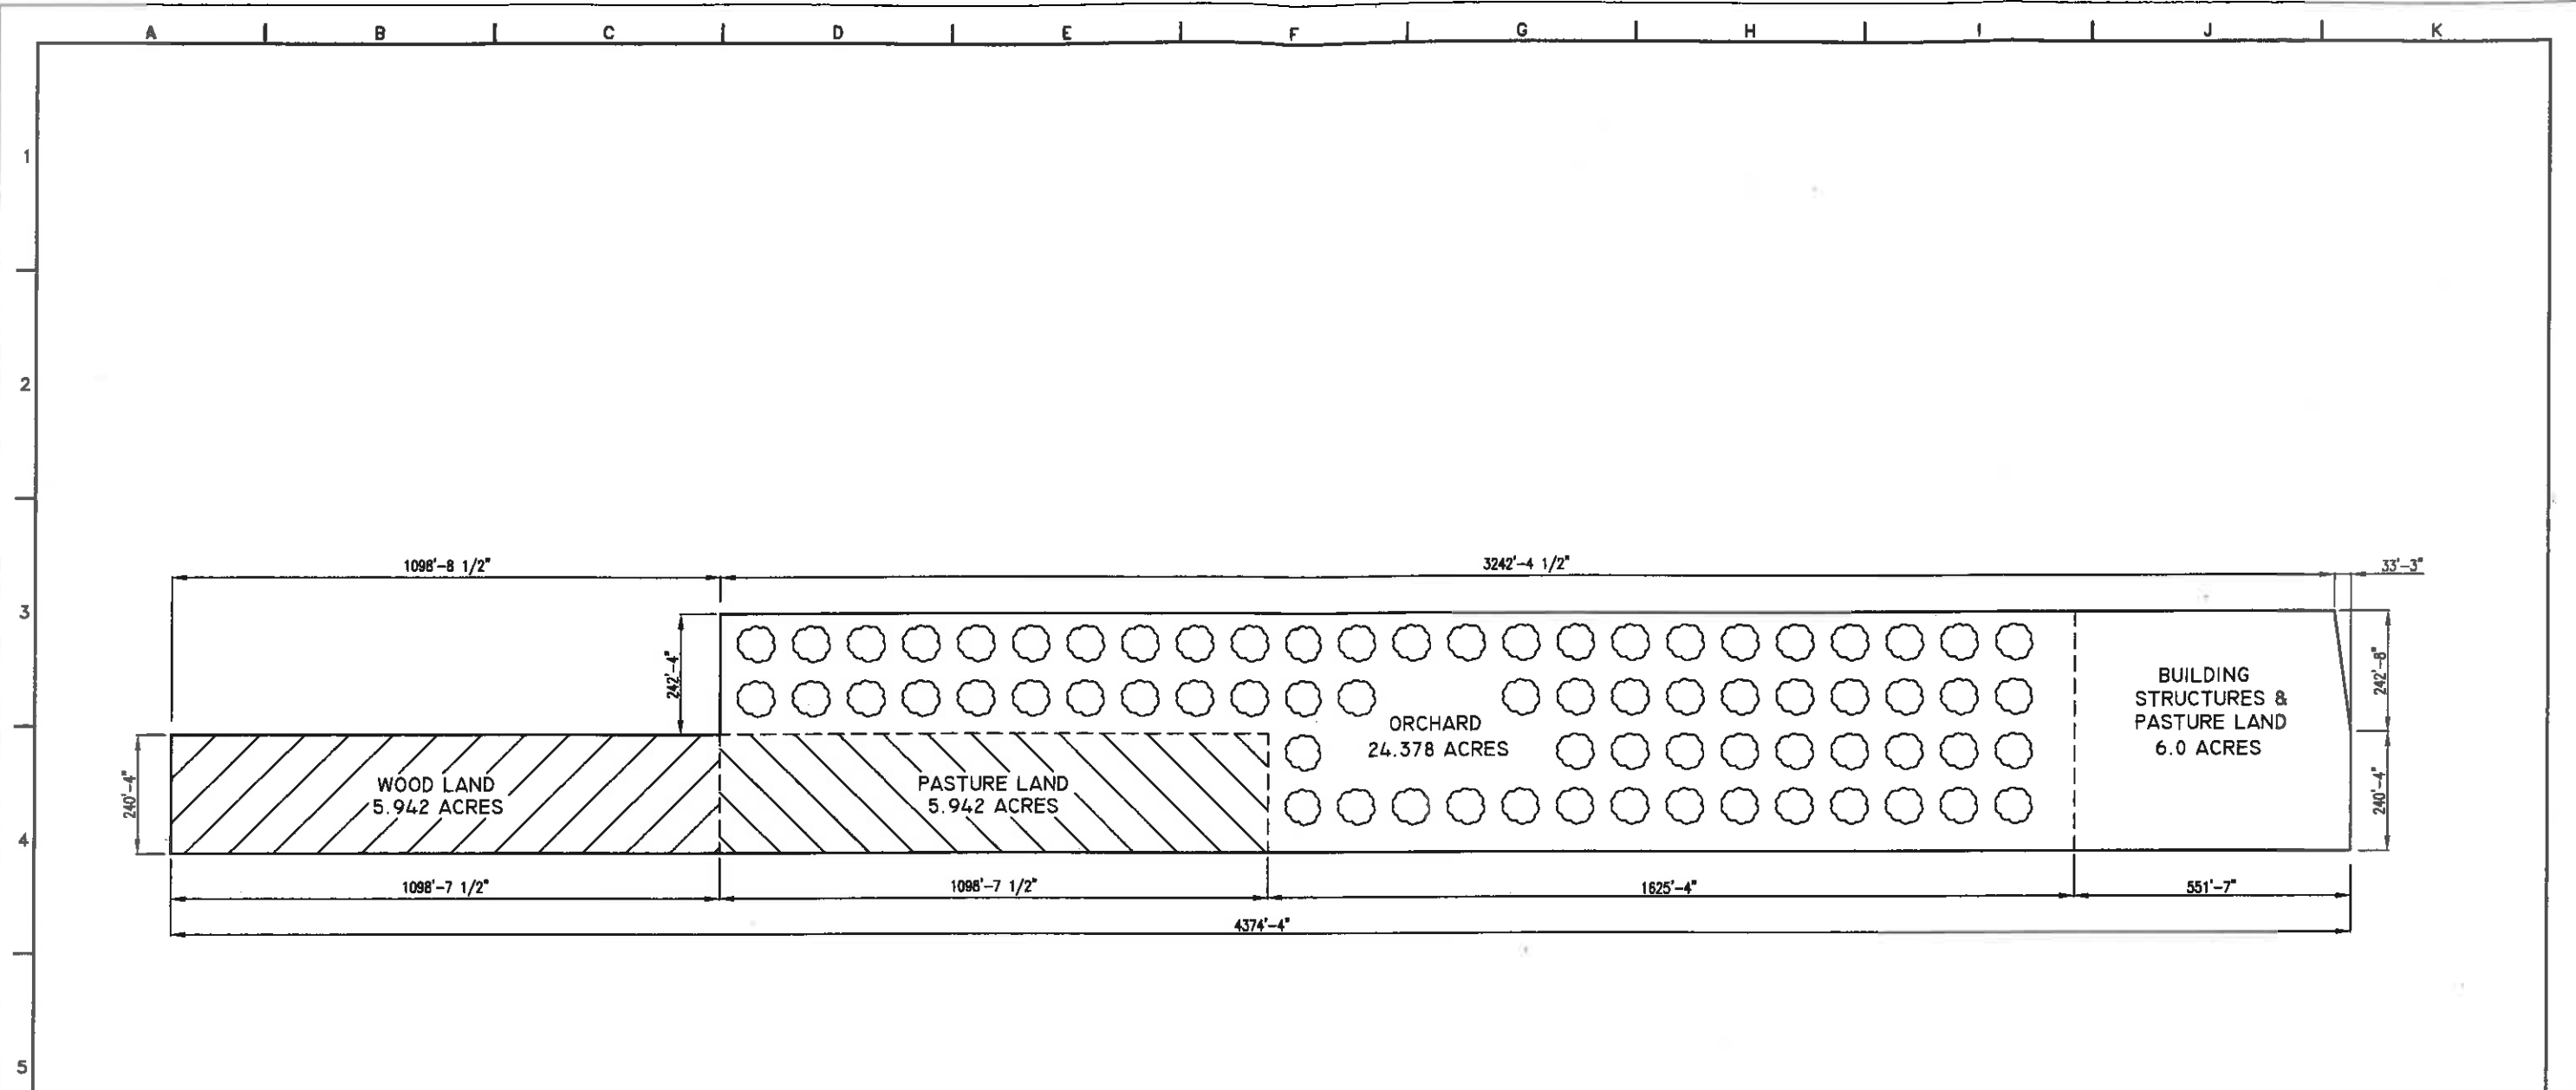 A B C D E F G H I J K
1
2
3
4
5
1098'-8 1/2"
3242'-4 1/2"
33'-3"
242'-4"
242'-8"
240'-4"
240'-4"
WOOD LAND
5.942 ACRES
PASTURE LAND
5.942 ACRES
ORCHARD
24.378 ACRES
BUILDING
STRUCTURES &
PASTURE LAND
6.0 ACRES
1098'-7 1/2"
1098'-7 1/2"
1625'-4"
551'-7"
4374'-4"